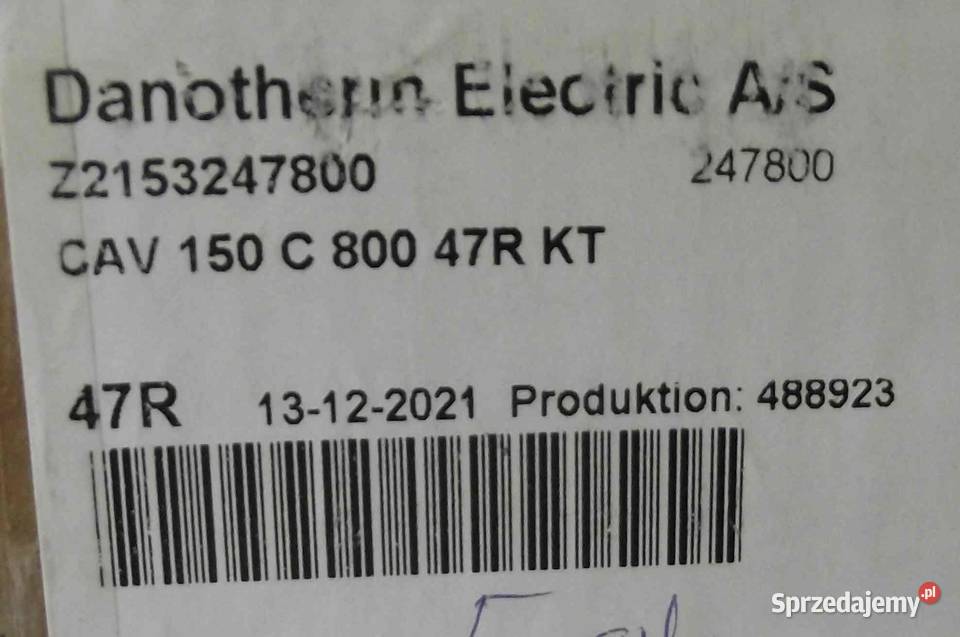 Danotherm Electric A/S
Z2153247800 247800
CAV 150 C 800 47R KT
47R 13-12-2021 Produktion: 488923
Sprzedajemy.pl